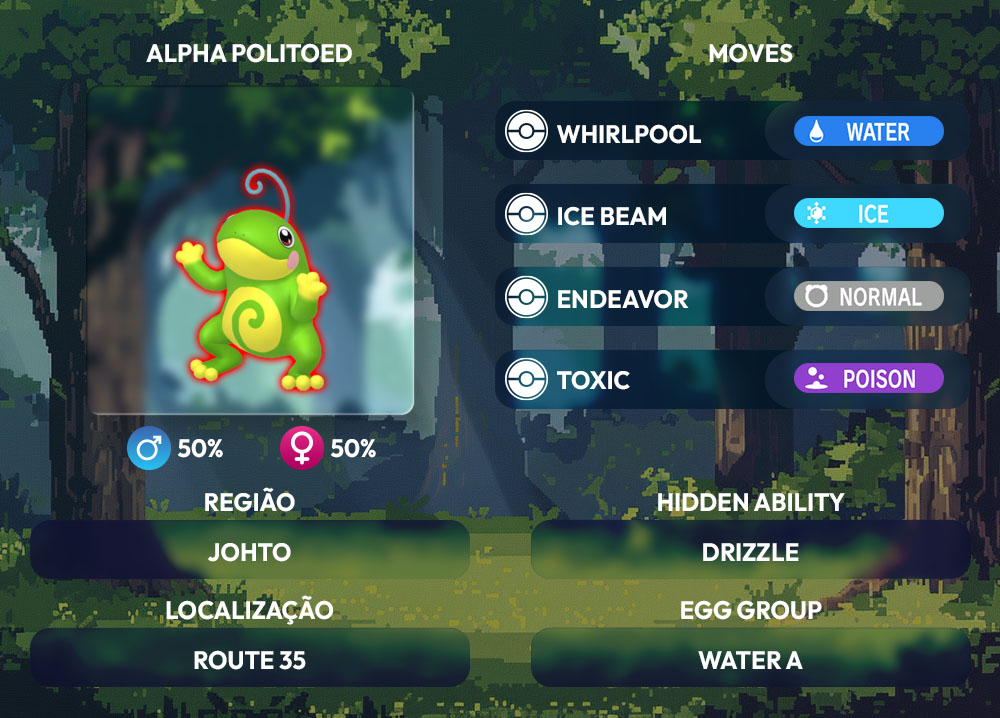 ALPHA POLITOED
50%
50%
REGIÃO
JOHTO
LOCALIZAÇÃO
ROUTE 35
MOVES
WHIRLPOOL WATER
ICE BEAM ICE
ENDEAVOR NORMAL
TOXIC POISON
HIDDEN ABILITY
DRIZZLE
EGG GROUP
WATER A